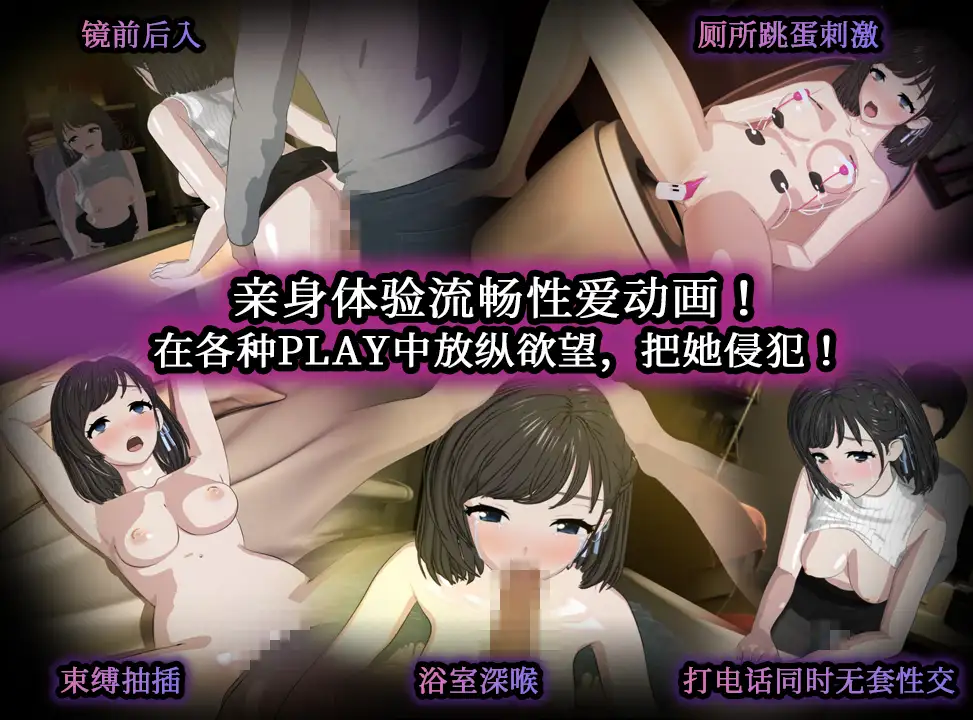 镜前后入
厕所跳蛋刺激
亲身体验流畅性爱动画！
在各种PLAY中放纵欲望，把她侵犯！
束缚抽插
浴室深喉
打电话同时无套性交